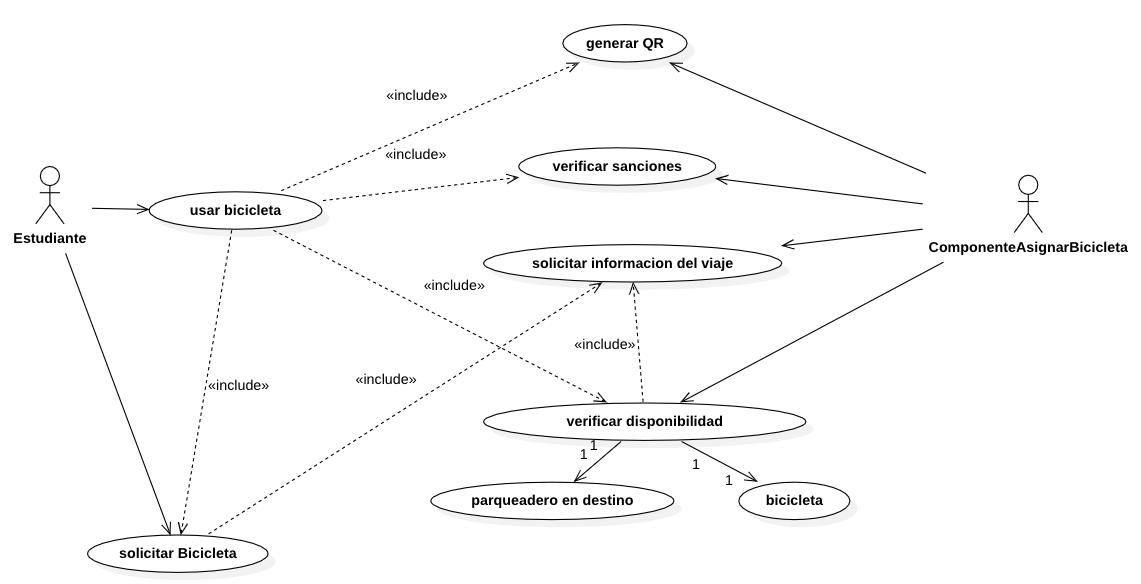 generar QR
«include»
«include»
verificar sanciones
usar bicicleta
Estudiante
ComponenteAsignarBicicleta
solicitar informacion del viaje
«include»
«include»
«include»
«include»
verificar disponibilidad
1
1
1
1
parqueadero en destino
bicicleta
solicitar Bicicleta